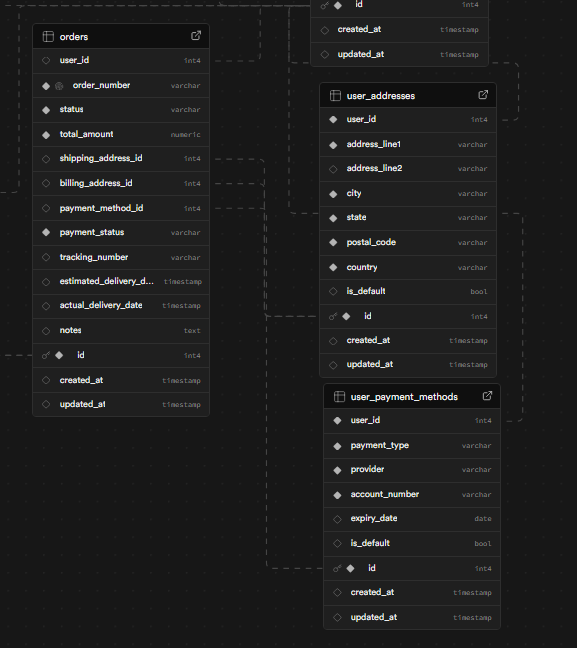 id int4
created_at timestamp
updated_at timestamp
orders
user_id int4
order_number varchar
status varchar
total_amount numeric
shipping_address_id int4
billing_address_id int4
payment_method_id int4
payment_status varchar
tracking_number varchar
estimated_delivery_d... timestamp
actual_delivery_date timestamp
notes text
id int4
created_at timestamp
updated_at timestamp
user_addresses
user_id int4
address_line1 varchar
address_line2 varchar
city varchar
state varchar
postal_code varchar
country varchar
is_default bool
id int4
created_at timestamp
updated_at timestamp
user_payment_methods
user_id int4
payment_type varchar
provider varchar
account_number varchar
expiry_date date
is_default bool
id int4
created_at timestamp
updated_at timestamp